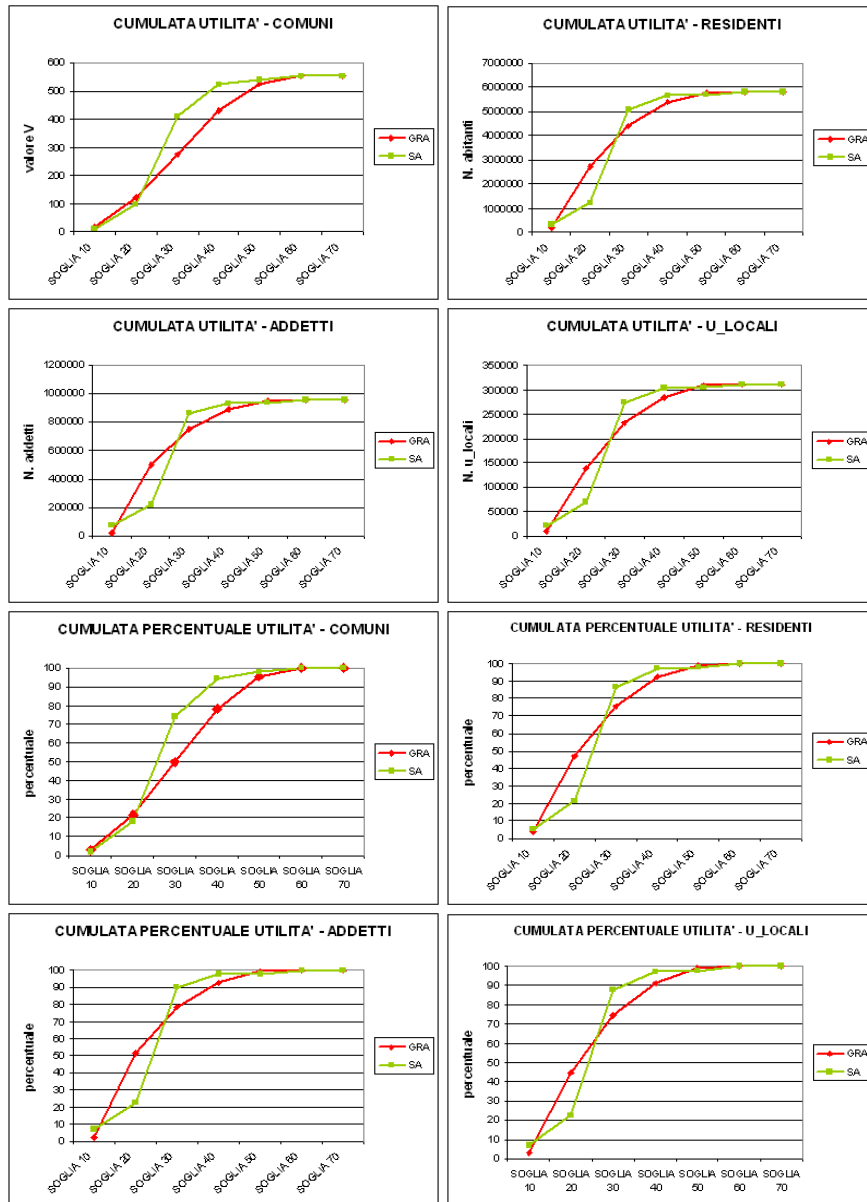 CUMULATA UTILITA' - COMUNI
600
500
400
300
200
100
0
valore V
SOGLIA 10
SOGLIA 20
SOGLIA 30
SOGLIA 40
SOGLIA 50
SOGLIA 60
SOGLIA 70
GRA
SA
CUMULATA UTILITA' - RESIDENTI
7000000
6000000
5000000
4000000
3000000
2000000
1000000
0
N. abitanti
SOGLIA 10
SOGLIA 20
SOGLIA 30
SOGLIA 40
SOGLIA 50
SOGLIA 60
SOGLIA 70
GRA
SA
CUMULATA UTILITA' - ADDETTI
1200000
1000000
800000
600000
400000
200000
0
N. addetti
SOGLIA 10
SOGLIA 20
SOGLIA 30
SOGLIA 40
SOGLIA 50
SOGLIA 60
SOGLIA 70
GRA
SA
CUMULATA UTILITA' - U_LOCALI
350000
300000
250000
200000
150000
100000
50000
0
N. u_locali
SOGLIA 10
SOGLIA 20
SOGLIA 30
SOGLIA 40
SOGLIA 50
SOGLIA 60
SOGLIA 70
GRA
SA
CUMULATA PERCENTUALE UTILITA' - COMUNI
100
90
80
70
60
50
40
30
20
10
0
percentuale
SOGLIA SOGLIA SOGLIA SOGLIA SOGLIA SOGLIA SOGLIA
10 20 30 40 50 60 70
GRA
SA
CUMULATA PERCENTUALE UTILITA' - RESIDENTI
100
90
80
70
60
50
40
30
20
10
0
percentuale
SOGLIA 10
SOGLIA 20
SOGLIA 30
SOGLIA 40
SOGLIA 50
SOGLIA 60
SOGLIA 70
GRA
SA
CUMULATA PERCENTUALE UTILITA' - ADDETTI
100
90
80
70
60
50
40
30
20
10
0
percentuale
SOGLIA 10
SOGLIA 20
SOGLIA 30
SOGLIA 40
SOGLIA 50
SOGLIA 60
SOGLIA 70
GRA
SA
CUMULATA PERCENTUALE UTILITA' - U_LOCALI
100
90
80
70
60
50
40
30
20
10
0
percentuale
SOGLIA SOGLIA SOGLIA SOGLIA SOGLIA SOGLIA SOGLIA
10 20 30 40 50 60 70
GRA
SA